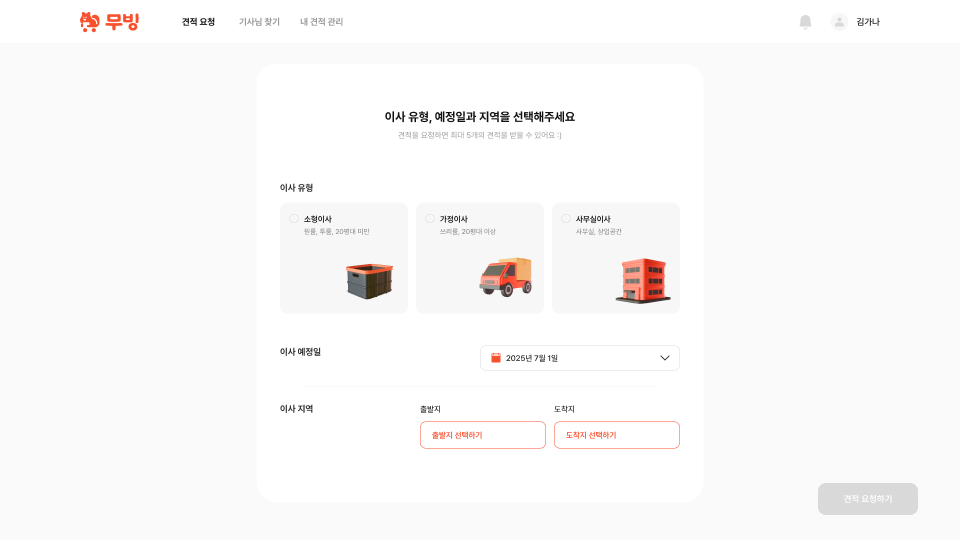 무빙
견적 요청
기사님 찾기
내 견적 관리
김가나
이사 유형, 예정일과 지역을 선택해주세요
견적을 요청하면 최대 5개의 견적을 받을 수 있어요 :)
이사 유형
소형이사
원룸, 투룸, 20평대 미만
가정이사
쓰리룸, 20평대 이상
사무실이사
사무실, 상업공간
이사 예정일
2025년 7월 1일
이사 지역
출발지
도착지
출발지 선택하기
도착지 선택하기
견적 요청하기